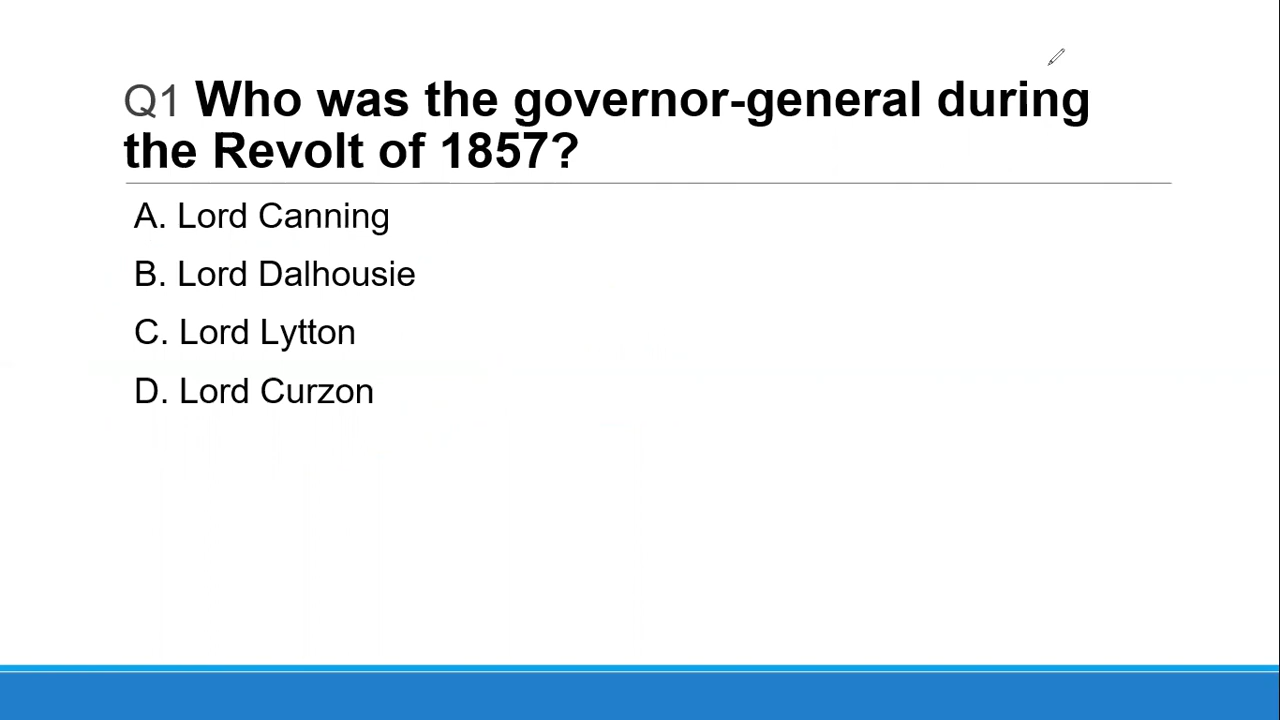 Q1 Who was the governor-general during
the Revolt of 1857?
A. Lord Canning
B. Lord Dalhousie
C. Lord Lytton
D. Lord Curzon